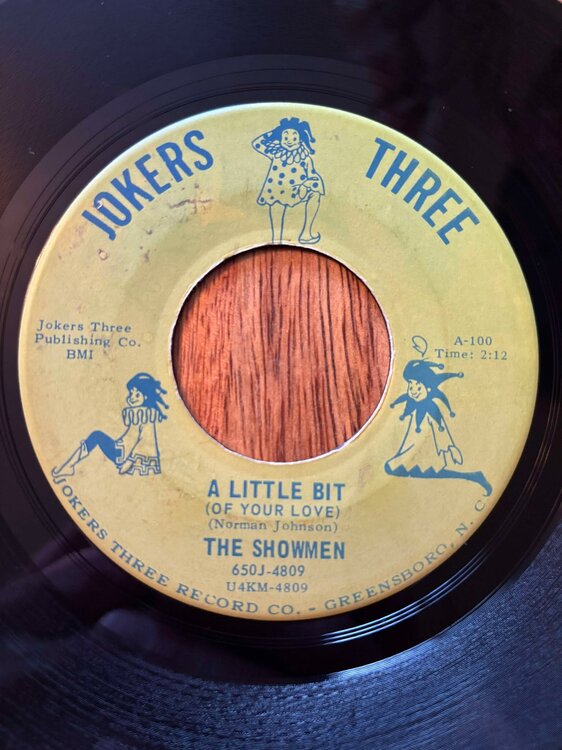 JOKERS THREE
Jokers Three
Publishing Co.
BMI
A-100
Time: 2:12
A LITTLE BIT
(OF YOUR LOVE)
(Norman Johnson)
THE SHOWMEN
650J-4809
U4KM-4809
JOKERS THREE RECORD CO. - GREENSBORO, N. C.